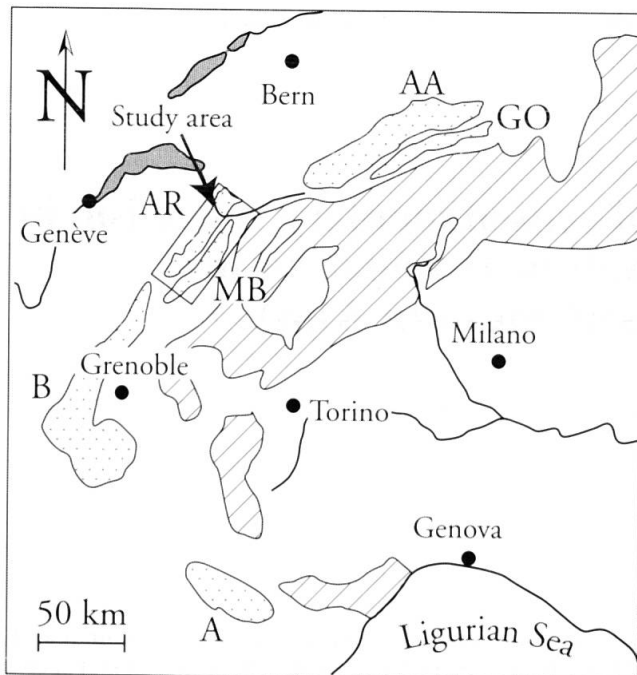 N
Bern
AA
GO
Study area
AR
Genève
MB
Milano
Grenoble
B
Torino
Genova
50 km
A
Ligurian Sea